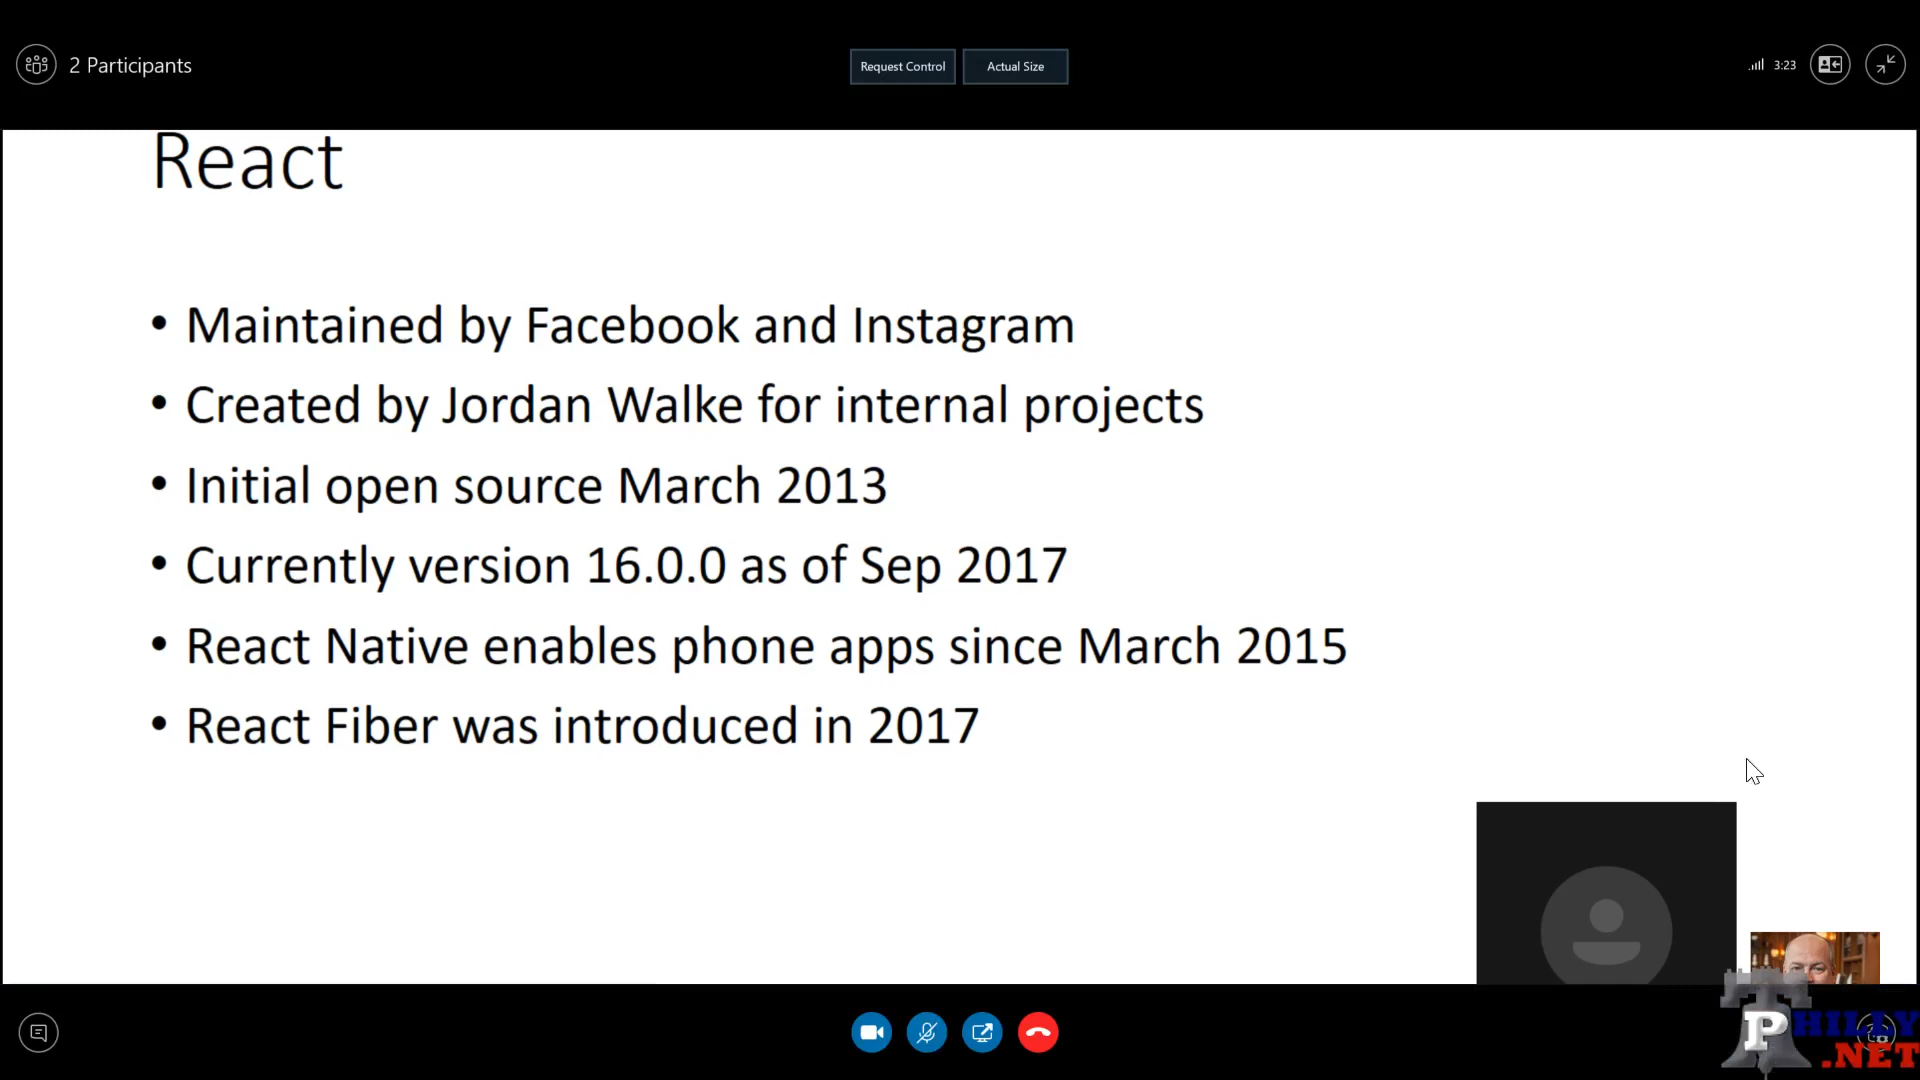 2 Participants
Request Control
Actual Size
3:23
React
• Maintained by Facebook and Instagram
• Created by Jordan Walke for internal projects
• Initial open source March 2013
• Currently version 16.0.0 as of Sep 2017
• React Native enables phone apps since March 2015
• React Fiber was introduced in 2017
PHILLY
.NET